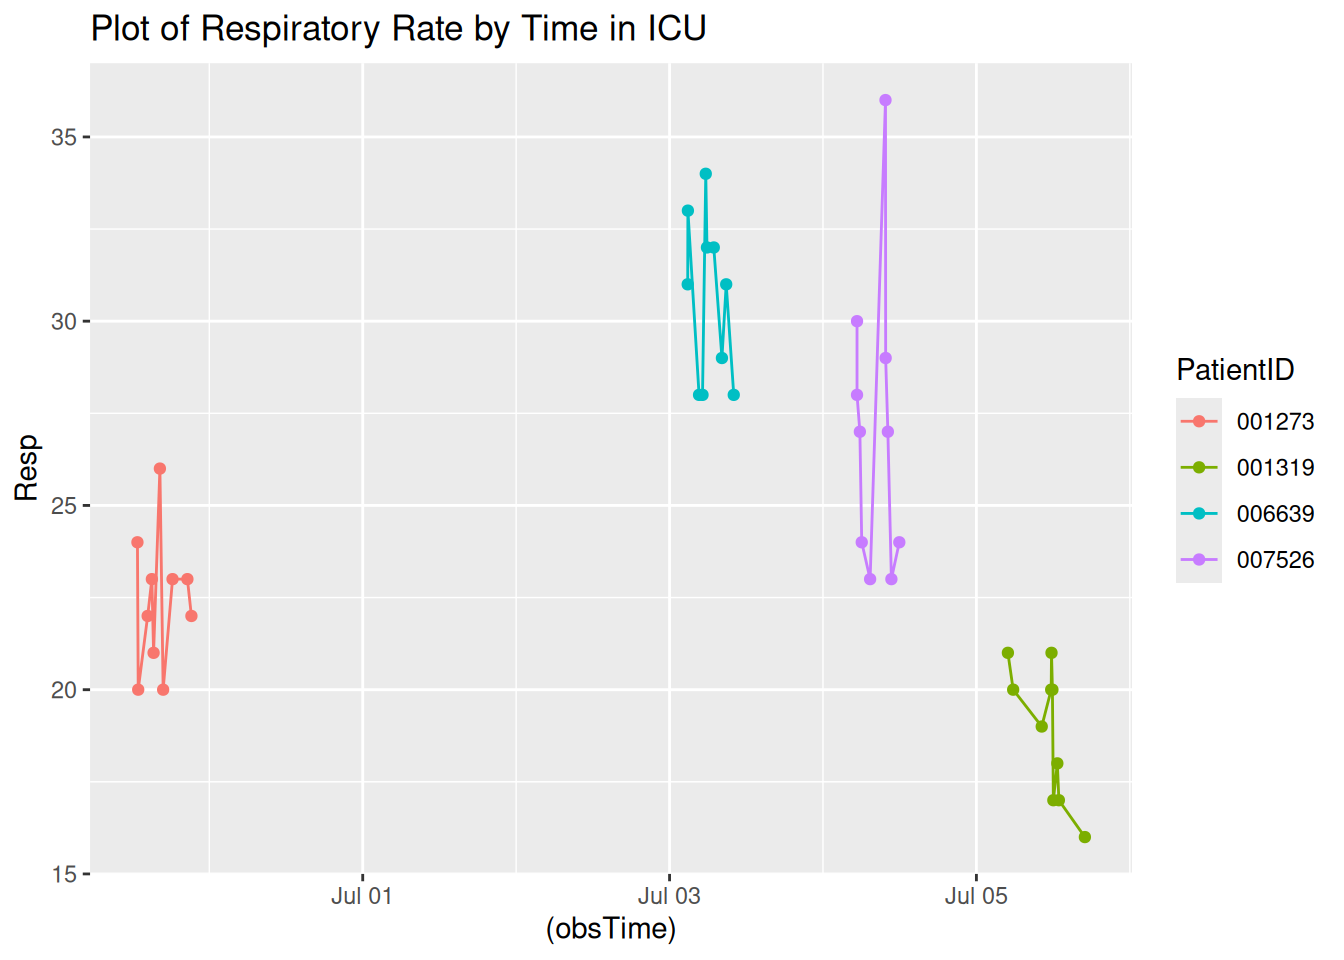 Plot of Respiratory Rate by Time in ICU
35
30
25
20
15
Resp
Jul 01
Jul 03
Jul 05
(obsTime)
PatientID
001273
001319
006639
007526